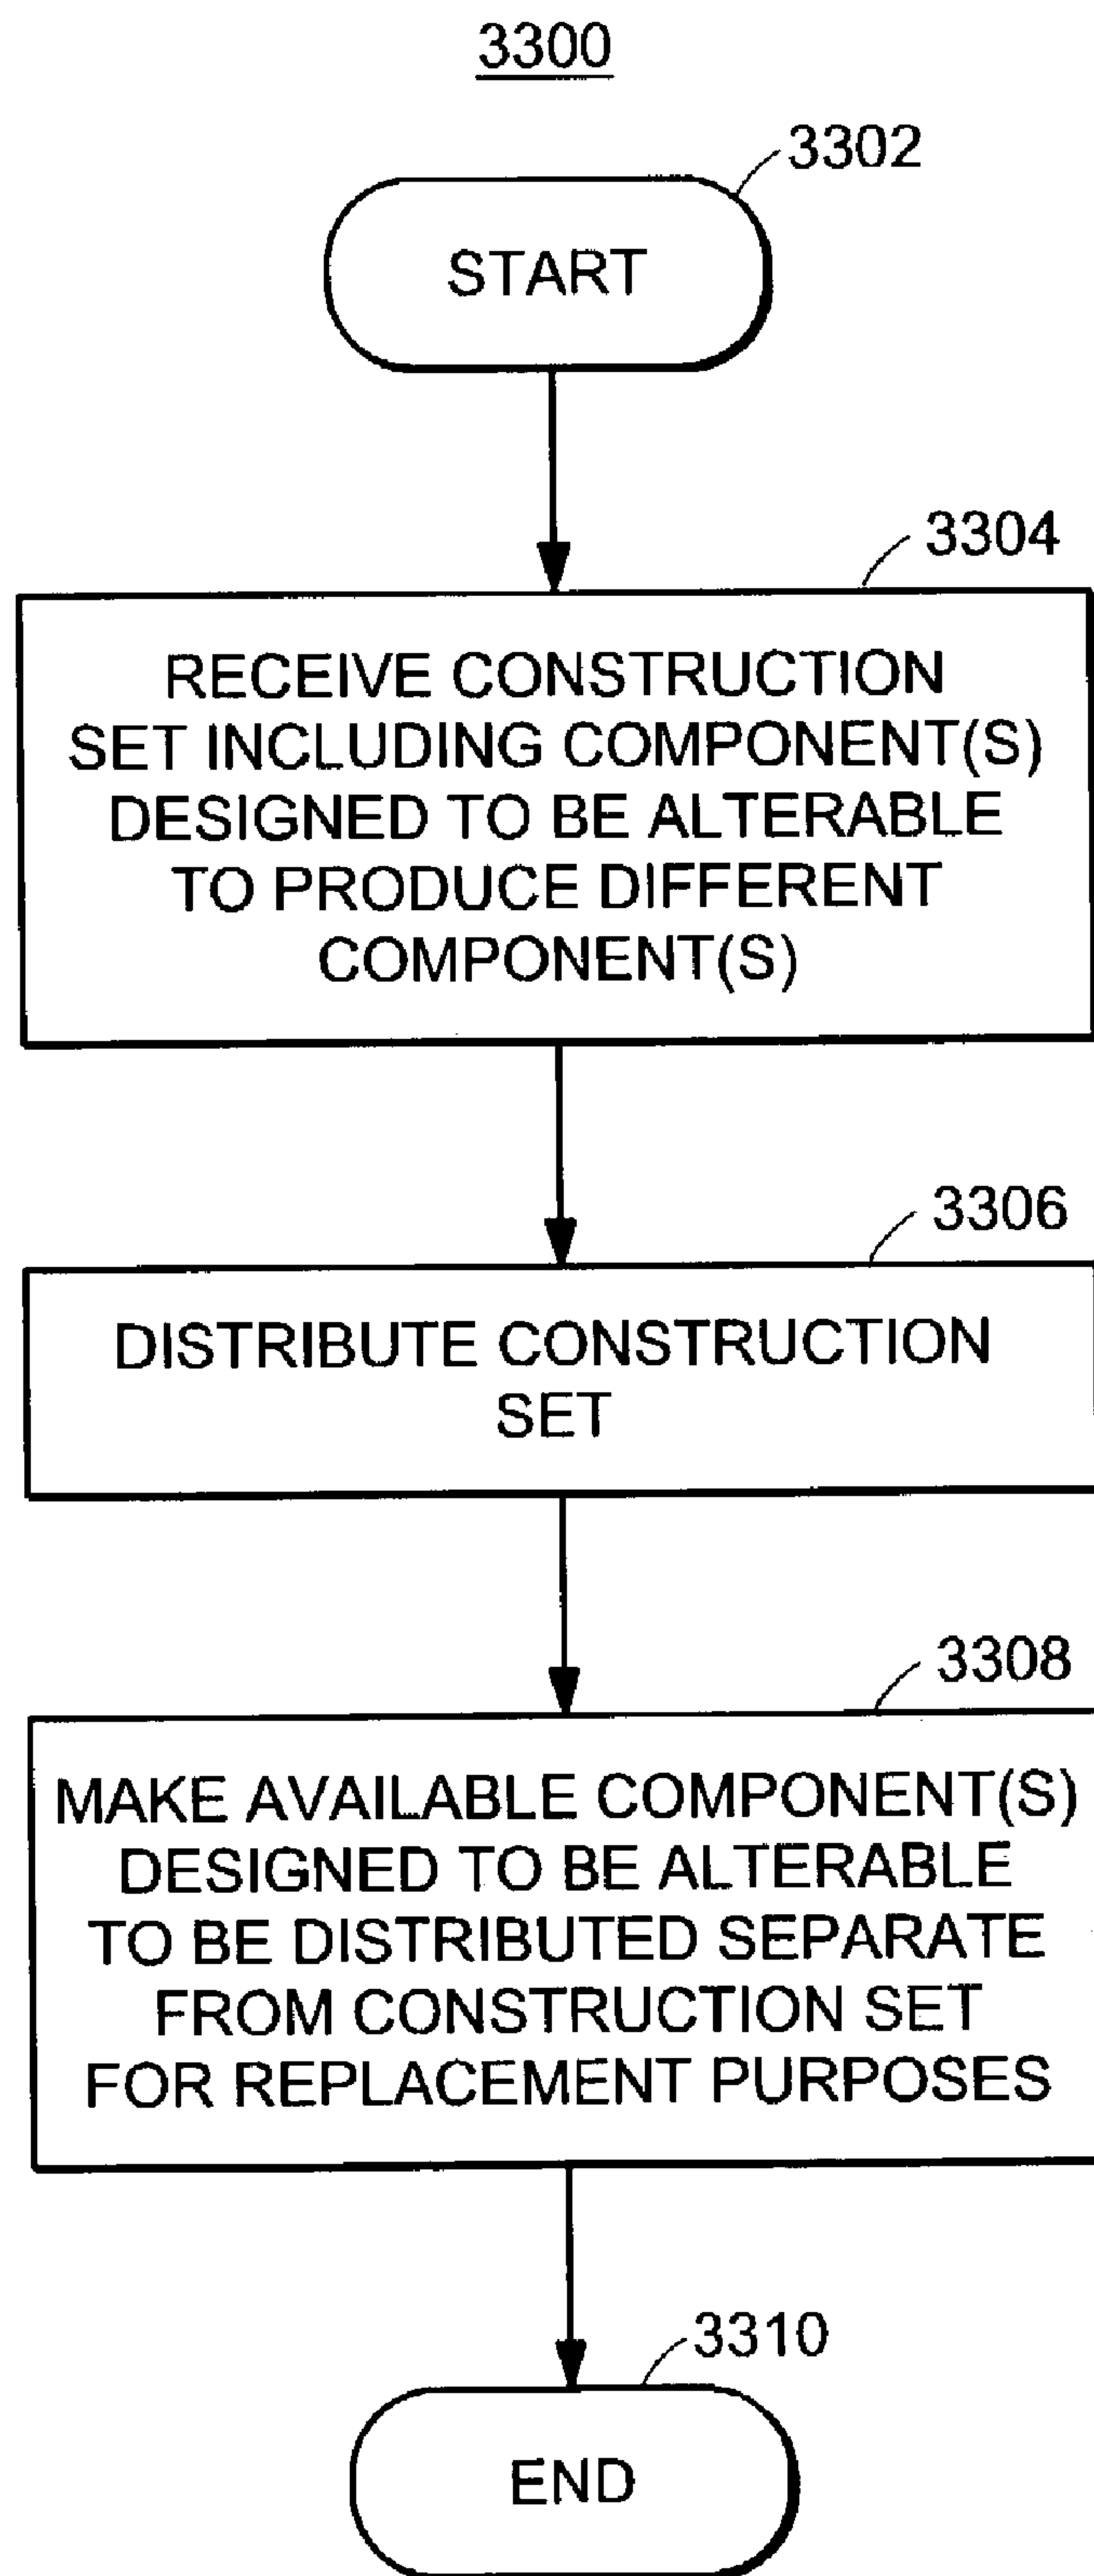 3300
3302
START
3304
RECEIVE CONSTRUCTION
SET INCLUDING COMPONENT(S)
DESIGNED TO BE ALTERABLE
TO PRODUCE DIFFERENT
COMPONENT(S)
3306
DISTRIBUTE CONSTRUCTION
SET
3308
MAKE AVAILABLE COMPONENT(S)
DESIGNED TO BE ALTERABLE
TO BE DISTRIBUTED SEPARATE
FROM CONSTRUCTION SET
FOR REPLACEMENT PURPOSES
3310
END